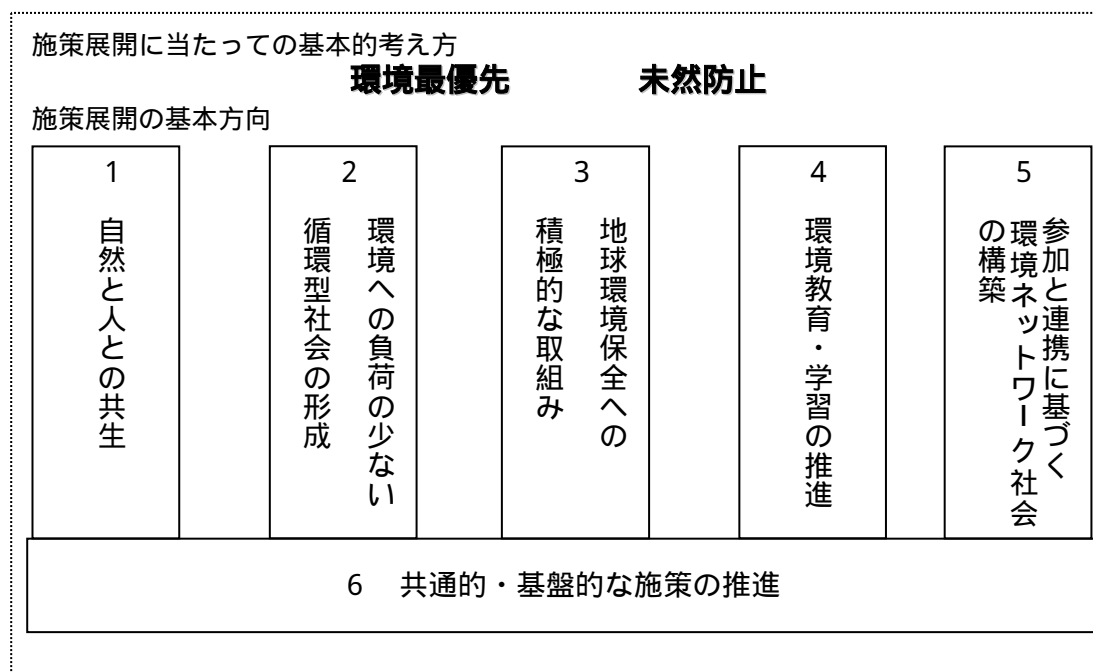 施策展開に当たっての基本的考え方
環境最優先　未然防止
施策展開の基本方向
1
自然と人との共生
2
環境への負荷の少ない
循環型社会の形成
3
地球環境保全への
積極的な取組み
4
環境教育・学習の推進
5
参加と連携に基づく
環境ネットワーク社会
の構築
6　共通的・基盤的な施策の推進